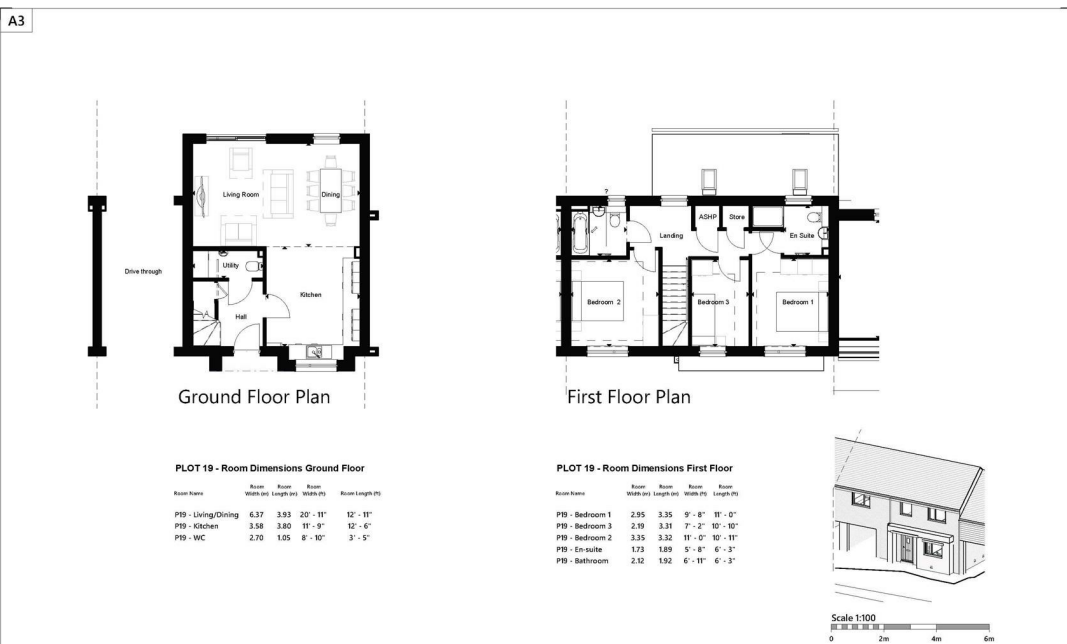 A3
Living Room
Dining
Drive through
Utility
Kitchen
Hall
Ground Floor Plan
?
ASHP
Store
Landing
En Suite
Bedroom 2
Bedroom 3
Bedroom 1
First Floor Plan
PLOT 19 - Room Dimensions Ground Floor
Room Name Room Width (m) Room Length (m) Room Width (ft) Room Length (ft)
P19 - Living/Dining 6.37 3.93 20' - 11" 12' - 11"
P19 - Kitchen 3.58 3.80 11' - 9" 12' - 6"
P19 - WC 2.70 1.05 8' - 10" 3' - 5"
PLOT 19 - Room Dimensions First Floor
Room Name Room Width (m) Room Length (m) Room Width (ft) Room Length (ft)
P19 - Bedroom 1 2.95 3.35 9' - 8" 11' - 0"
P19 - Bedroom 3 2.19 3.31 7' - 2" 10' - 10"
P19 - Bedroom 2 3.35 3.32 11' - 0" 10' - 11"
P19 - En-suite 1.73 1.89 5' - 8" 6' - 3"
P19 - Bathroom 2.12 1.92 6' - 11" 6' - 3"
Scale 1:100
0 2m 4m 6m